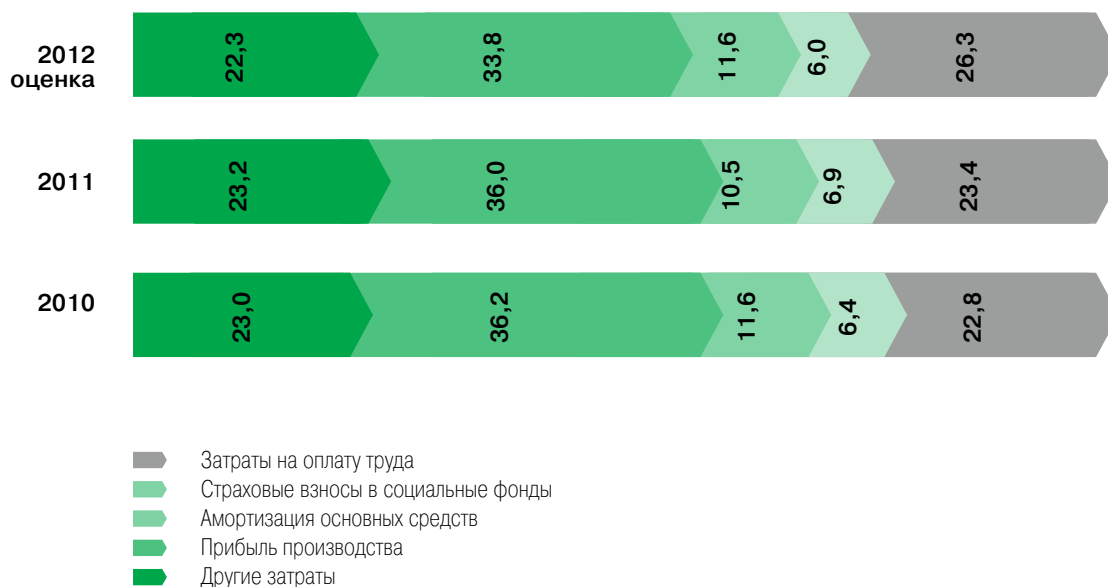 2012
оценка
22,3 33,8 11,6 6,0 26,3
2011
23,2 36,0 10,5 6,9 23,4
2010
23,0 36,2 11,6 6,4 22,8
Затраты на оплату труда
Страховые взносы в социальные фонды
Амортизация основных средств
Прибыль производства
Другие затраты